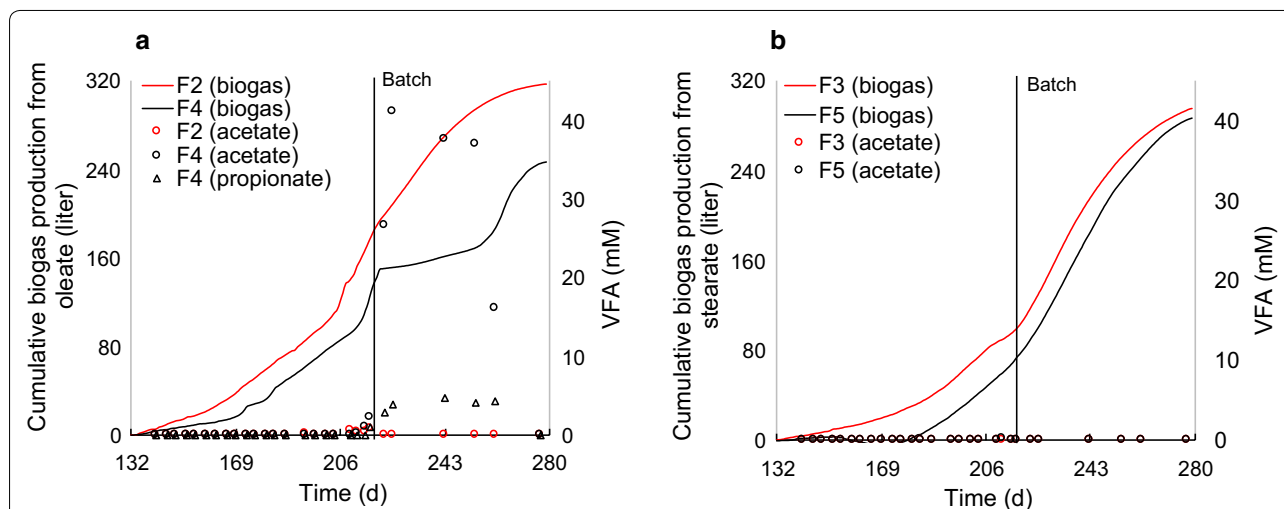 a
Cumulative biogas production from
oleate (liter)
320
240
160
80
0
F2 (biogas)
F4 (biogas)
F2 (acetate)
F4 (acetate)
F4 (propionate)
Batch
40
30
20
10
0
VFA (mM)
132 169 206 243 280
Time (d)
b
Cumulative biogas production from
stearate (liter)
320
240
160
80
0
F3 (biogas)
F5 (biogas)
F3 (acetate)
F5 (acetate)
Batch
40
30
20
10
0
VFA (mM)
132 169 206 243 280
Time (d)